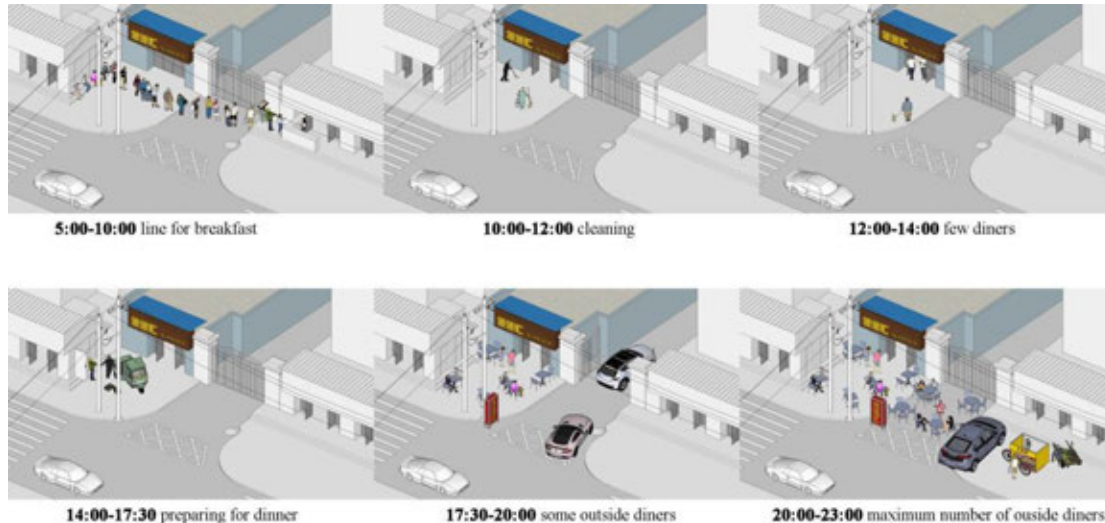 5:00-10:00 line for breakfast
10:00-12:00 cleaning
12:00-14:00 few diners
14:00-17:30 preparing for dinner
17:30-20:00 some outside diners
20:00-23:00 maximum number of ouside diners